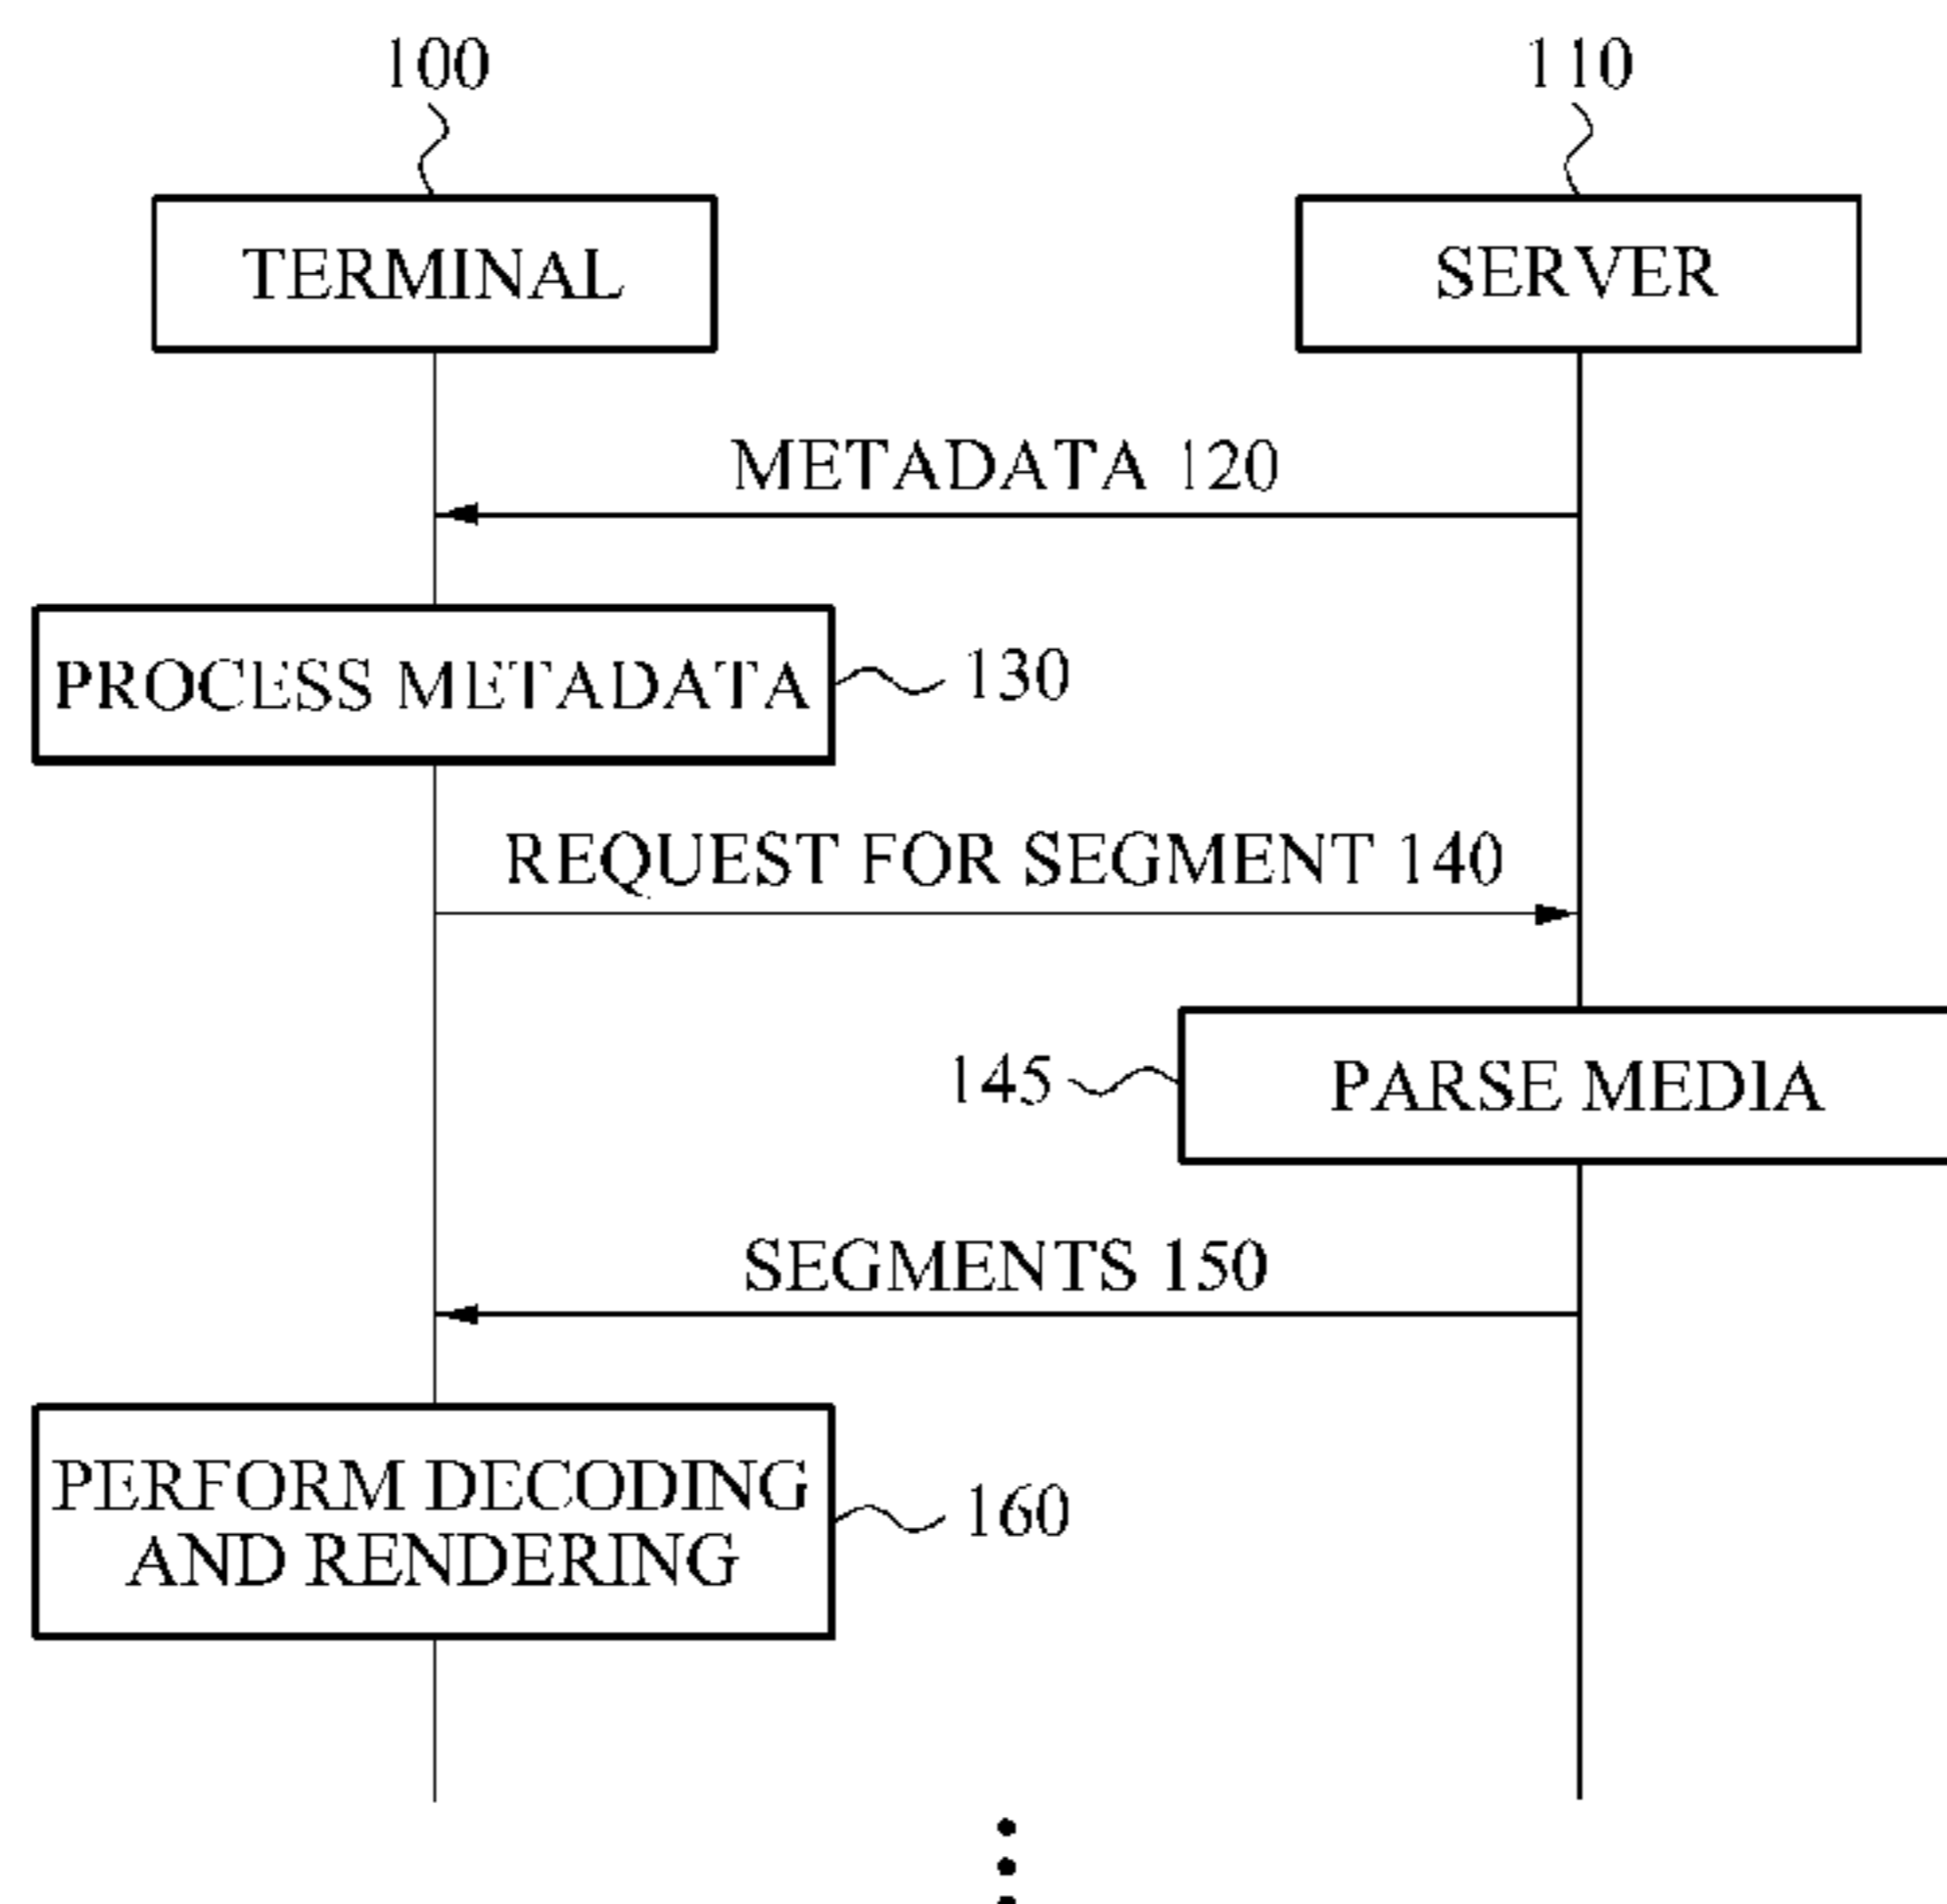 100
110
TERMINAL
SERVER
METADATA 120
PROCESS METADATA
130
REQUEST FOR SEGMENT 140
145
PARSE MEDIA
SEGMENTS 150
PERFORM DECODING
AND RENDERING
160